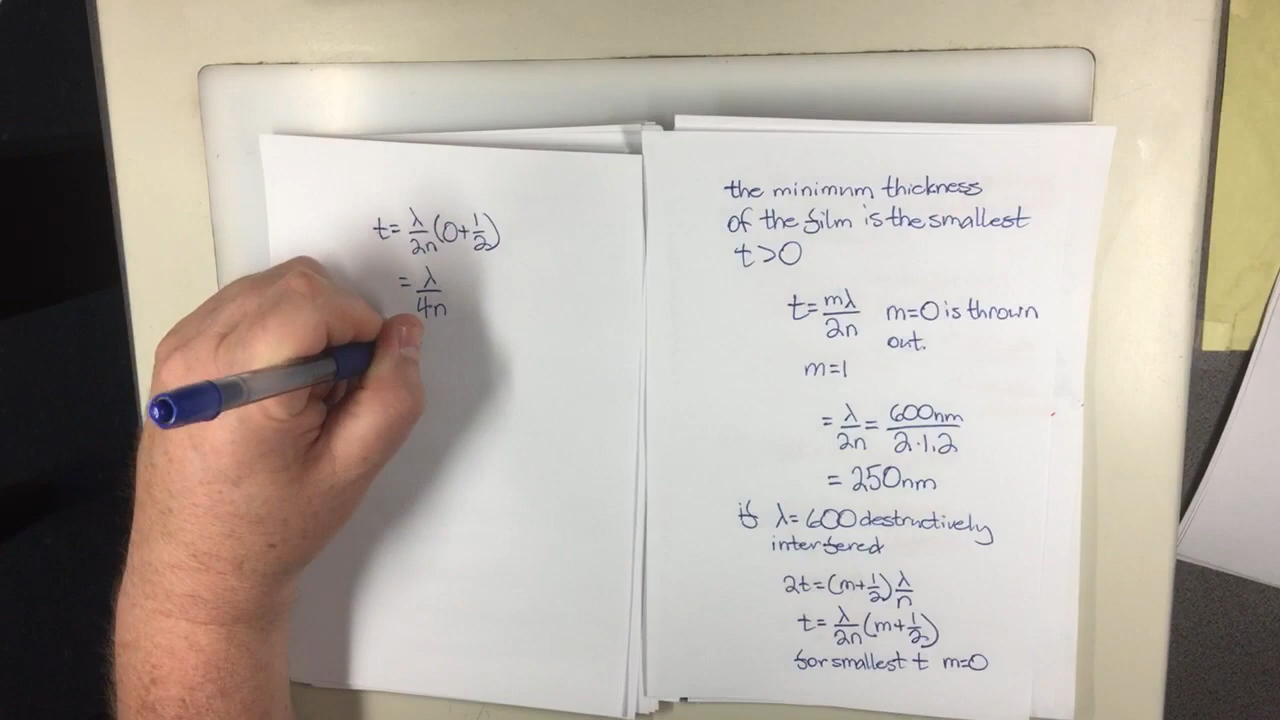 t=λ/2n(0+1/2)
=λ/4n
the minimum thickness
of the film is the smallest
t>0
t=mλ/2n m=0 is thrown
out.
m=1
=λ/2n=600nm/2·1.2
=250nm
if λ=600 destructively
interfered
2t=(m+1/2)λ/n
t=λ/2n(m+1/2)
for smallest t m=0